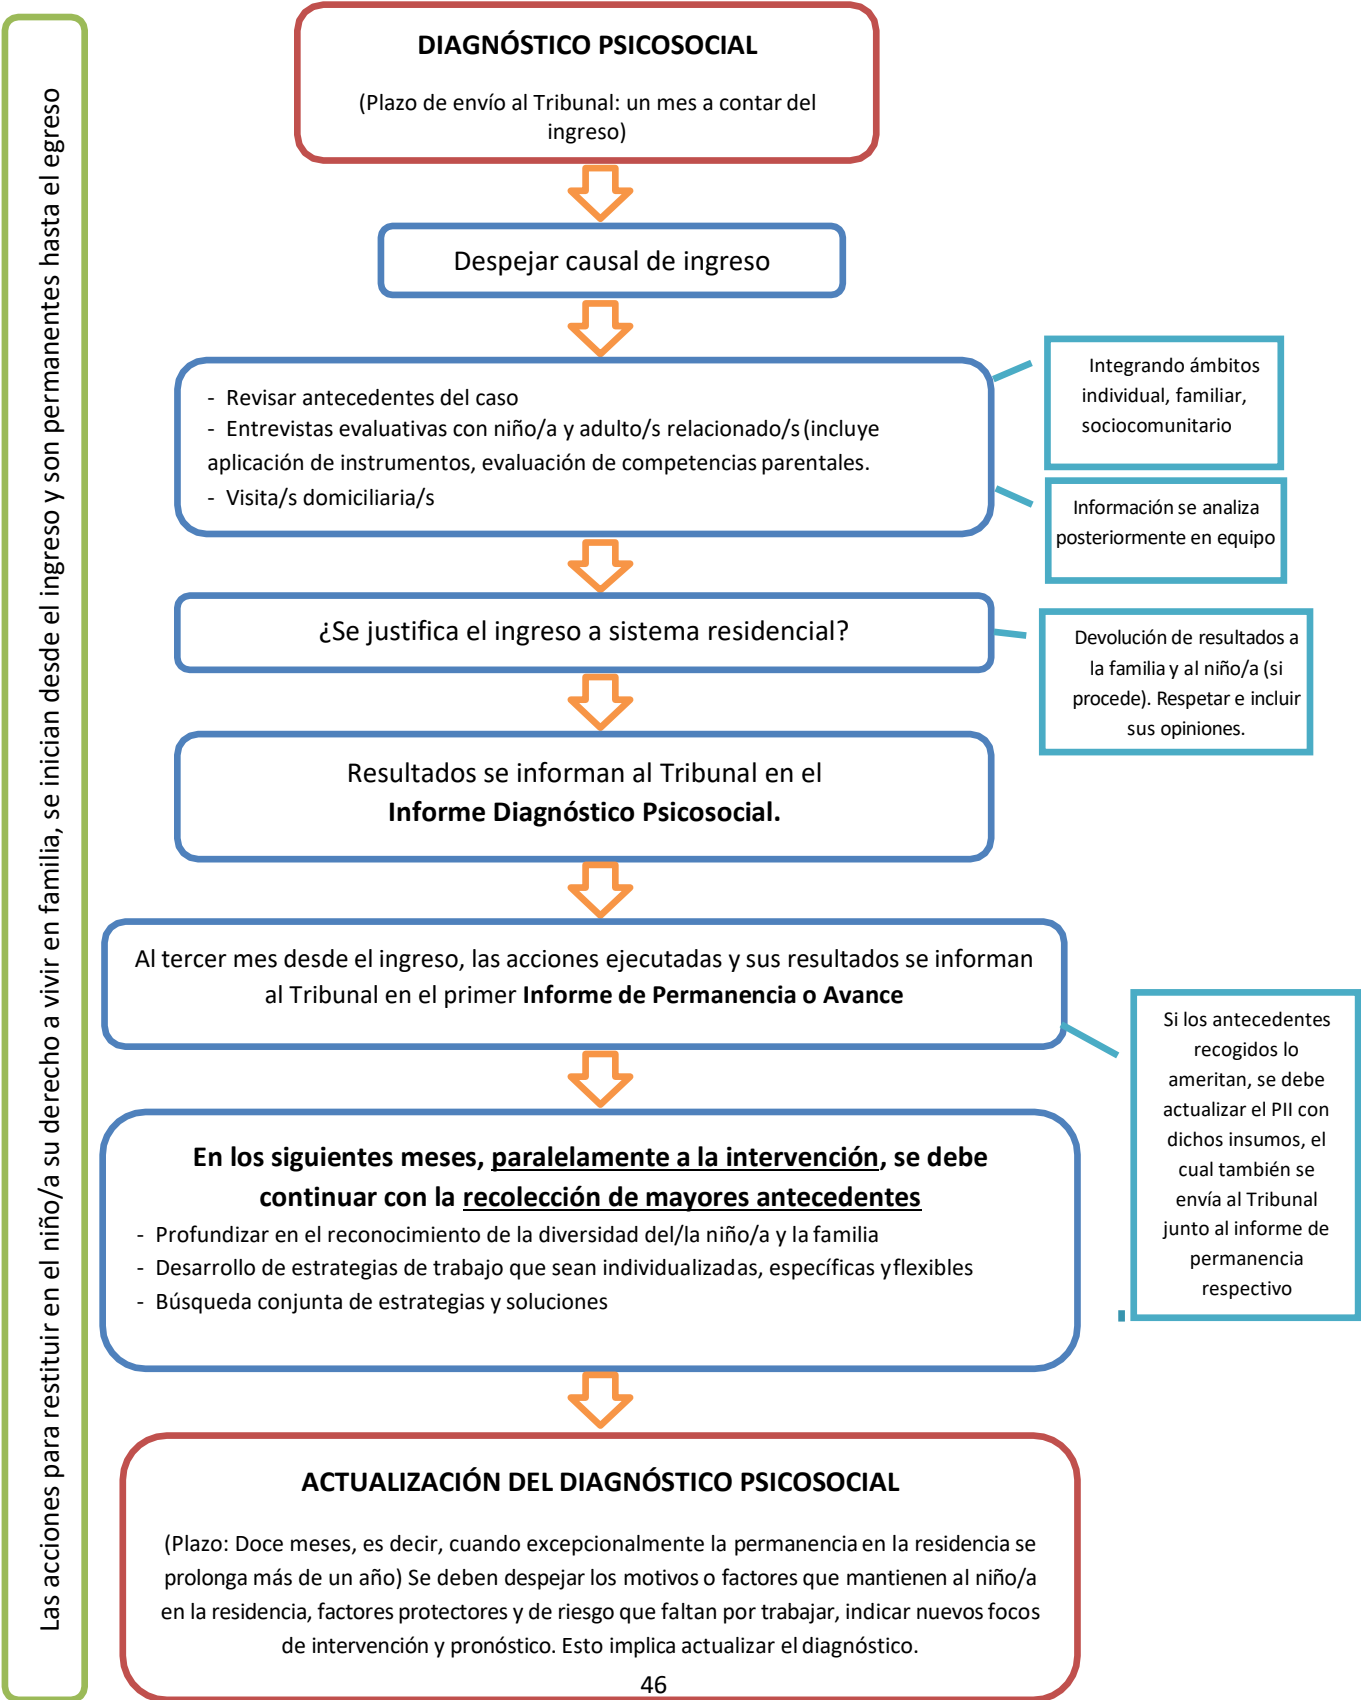 Las acciones para restituir en el niño/a su derecho a vivir en familia, se inician desde el ingreso y son permanentes hasta el egreso
DIAGNÓSTICO PSICOSOCIAL
(Plazo de envío al Tribunal: un mes a contar del
ingreso)
Despejar causal de ingreso
- Revisar antecedentes del caso
- Entrevistas evaluativas con niño/a y adulto/s relacionado/s (incluye
aplicación de instrumentos, evaluación de competencias parentales.
- Visita/s domiciliaria/s
Integrando ámbitos
individual, familiar,
sociocomunitario
Información se analiza
posteriormente en equipo
¿Se justifica el ingreso a sistema residencial?
Devolución de resultados a
la familia y al niño/a (si
procede). Respetar e incluir
sus opiniones.
Resultados se informan al Tribunal en el
Informe Diagnóstico Psicosocial.
Al tercer mes desde el ingreso, las acciones ejecutadas y sus resultados se informan
al Tribunal en el primer Informe de Permanencia o Avance
Si los antecedentes
recogidos lo
ameritan, se debe
actualizar el PII con
dichos insumos, el
cual también se
envía al Tribunal
junto al informe de
permanencia
respectivo
En los siguientes meses, paralelamente a la intervención, se debe
continuar con la recolección de mayores antecedentes
- Profundizar en el reconocimiento de la diversidad del/la niño/a y la familia
- Desarrollo de estrategias de trabajo que sean individualizadas, específicas y flexibles
- Búsqueda conjunta de estrategias y soluciones
ACTUALIZACIÓN DEL DIAGNÓSTICO PSICOSOCIAL
(Plazo: Doce meses, es decir, cuando excepcionalmente la permanencia en la residencia se
prolonga más de un año) Se deben despejar los motivos o factores que mantienen al niño/a
en la residencia, factores protectores y de riesgo que faltan por trabajar, indicar nuevos focos
de intervención y pronóstico. Esto implica actualizar el diagnóstico.
46